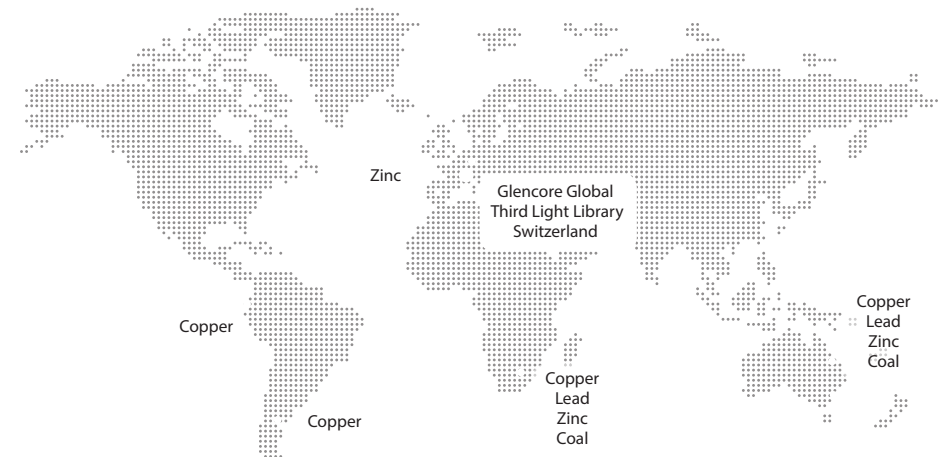 Zinc
Glencore Global
Third Light Library
Switzerland
Copper
Lead
Zinc
Coal
Copper
Copper
Lead
Zinc
Coal
Copper